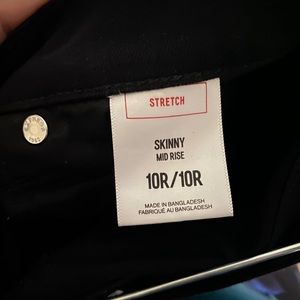 STRETCH
SKINNY
MID RISE
10R/10R
MADE IN BANGLADESH
FABRIQUÉ AU BANGLADESH